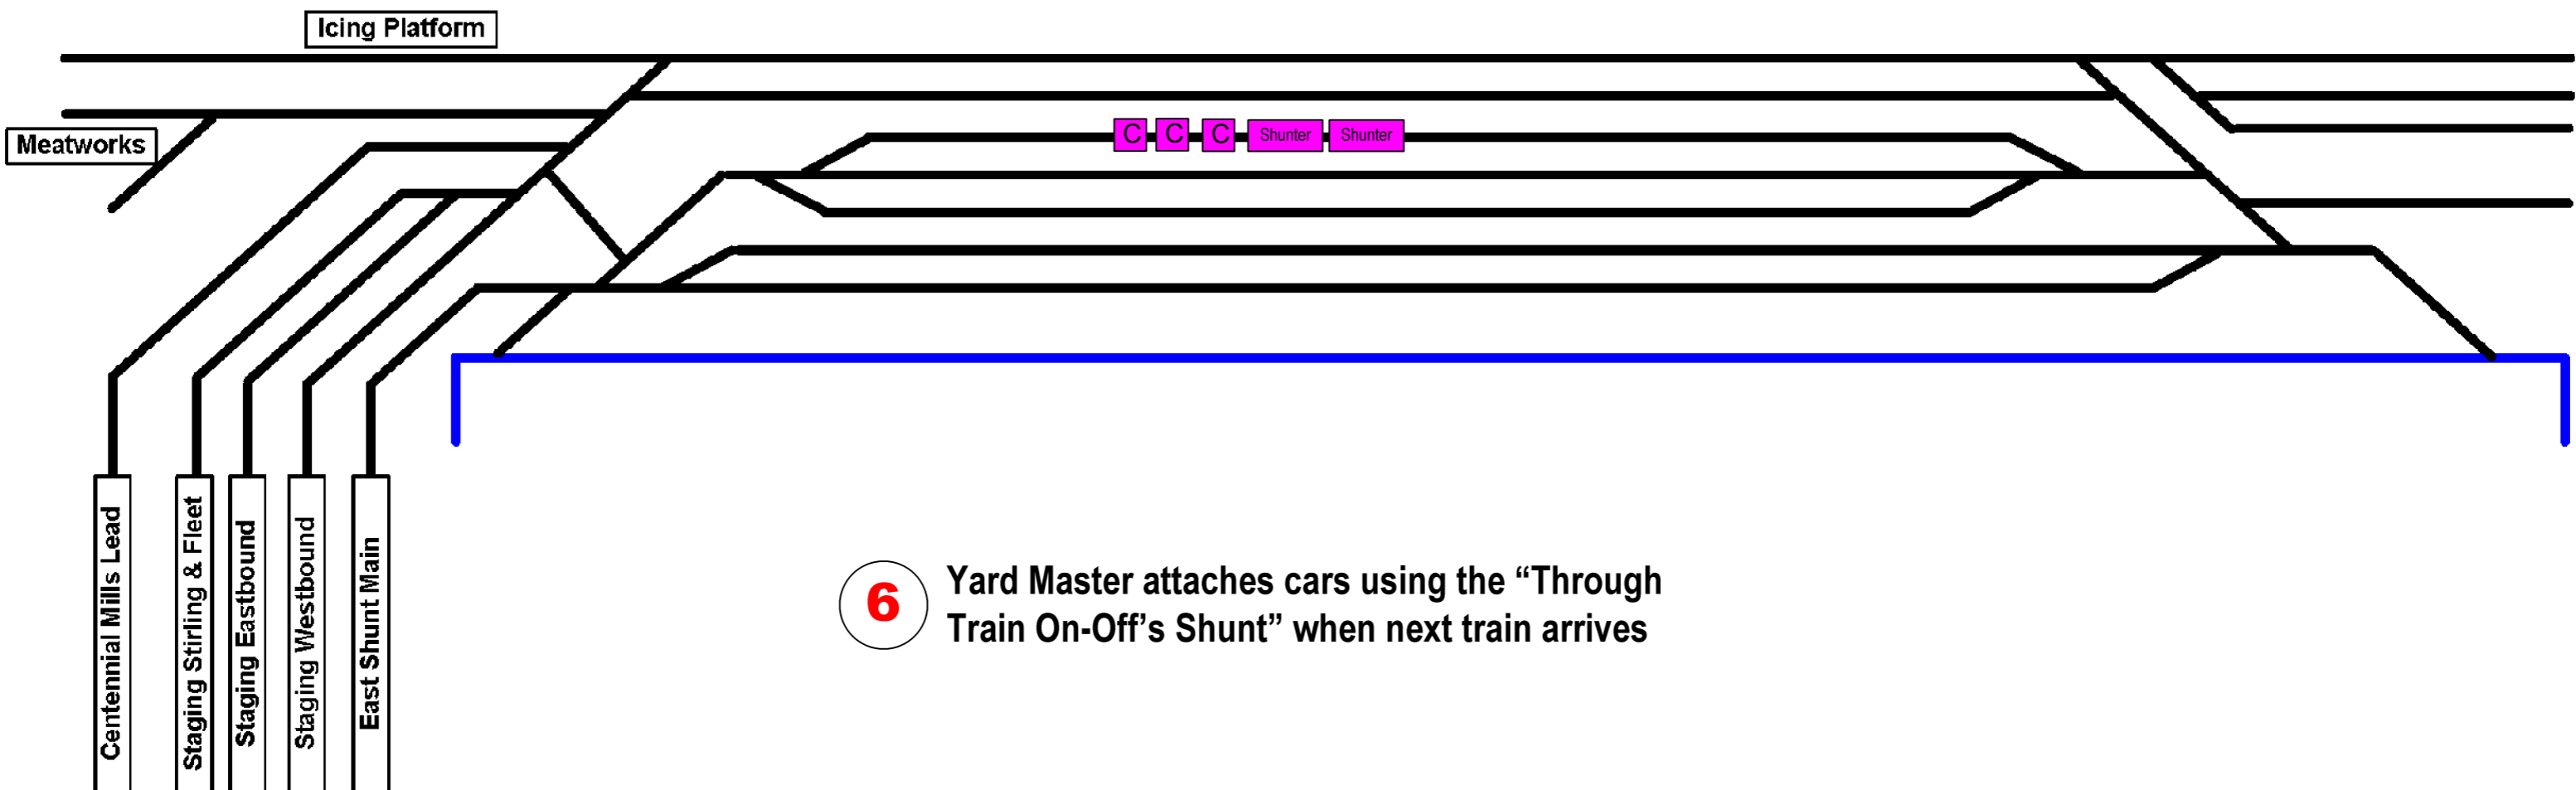 Icing Platform
Meatworks
C C C Shunter Shunter
Centennial Mills Lead
Staging Stirling & Fleet
Staging Eastbound
Staging Westbound
East Shunt Main
6
Yard Master attaches cars using the “Through
Train On-Off’s Shunt” when next train arrives